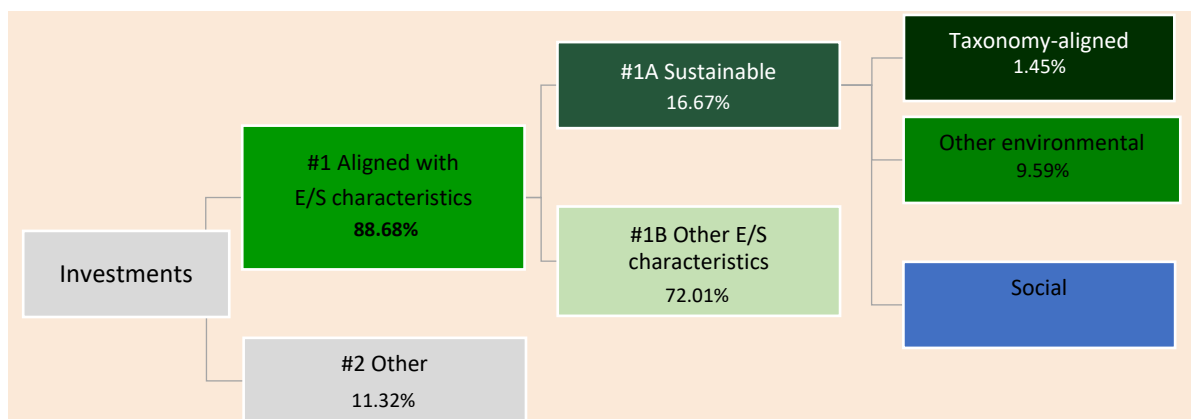 Investments
#1 Aligned with
E/S characteristics
88.68%
#2 Other
11.32%
#1A Sustainable
16.67%
#1B Other E/S
characteristics
72.01%
Taxonomy-aligned
1.45%
Other environmental
9.59%
Social